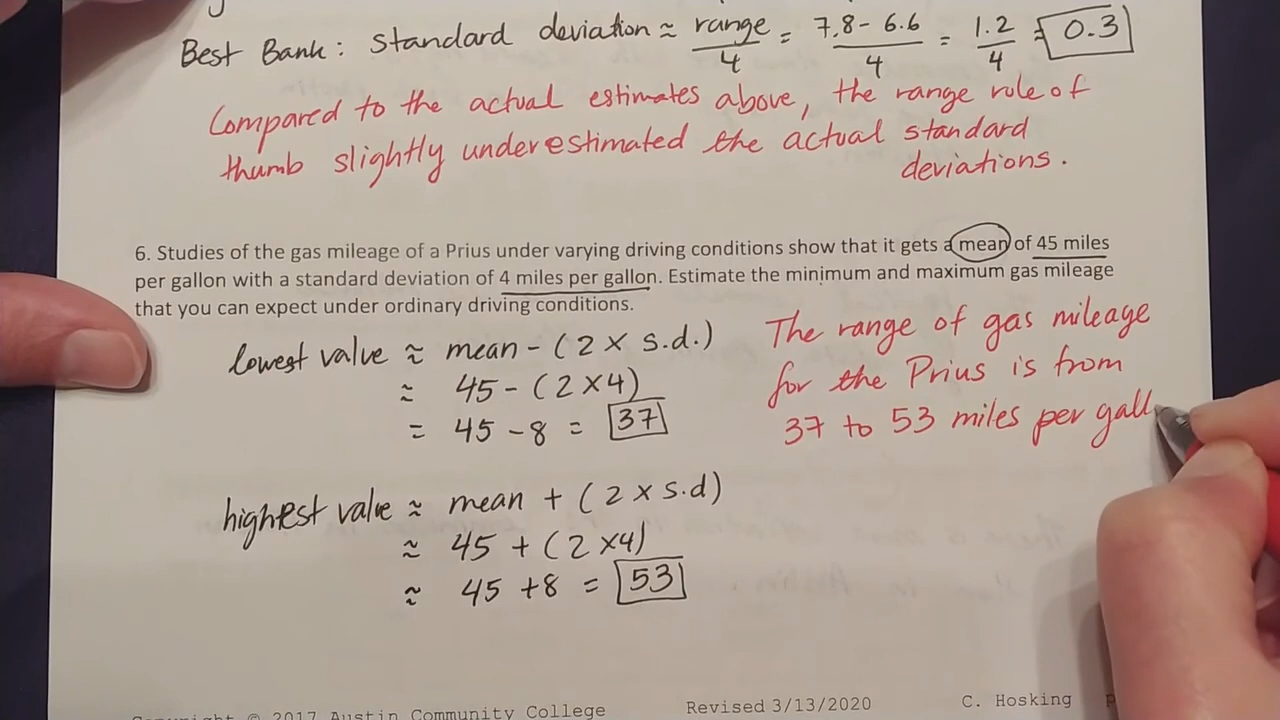 Best Bank: Standard deviation ≈ range/4 = 7.8 - 6.6/4 = 1.2/4 = 0.3
Compared to the actual estimates above, the range rule of
thumb slightly underestimated the actual standard
deviations.
6. Studies of the gas mileage of a Prius under varying driving conditions show that it gets a mean of 45 miles
per gallon with a standard deviation of 4 miles per gallon. Estimate the minimum and maximum gas mileage
that you can expect under ordinary driving conditions.
lowest value ≈ mean - (2 x s.d.)
≈ 45 - (2 x 4)
= 45 - 8 = 37
The range of gas mileage
for the Prius is from
37 to 53 miles per gall
highest value ≈ mean + (2 x s.d)
≈ 45 + (2 x 4)
≈ 45 + 8 = 53
Copyright © 2017 Austin Community College Revised 3/13/2020 C. Hosking